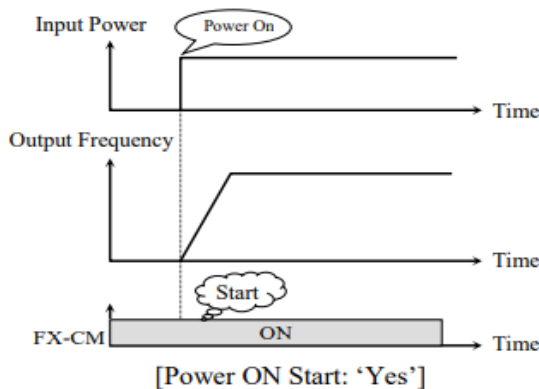 Input Power
Power On
Time
Output Frequency
Time
Start
FX-CM
ON
Time
[Power ON Start: ‘Yes’]